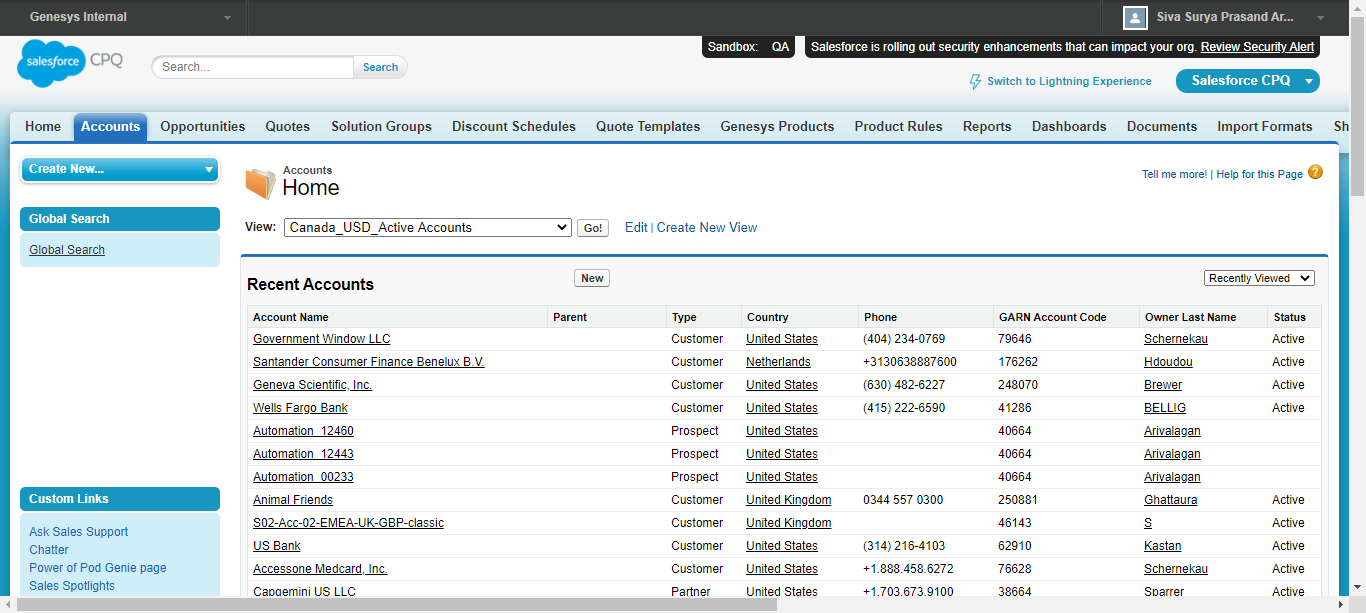 Genesys Internal
Siva Surya Prasand Ar...
salesforce CPQ
Search...
Search
Sandbox: QA
Salesforce is rolling out security enhancements that can impact your org. Review Security Alert
Switch to Lightning Experience
Salesforce CPQ
Home Accounts Opportunities Quotes Solution Groups Discount Schedules Quote Templates Genesys Products Product Rules Reports Dashboards Documents Import Formats Sh
Create New...
Global Search
Global Search
Custom Links
Ask Sales Support
Chatter
Power of Pod Genie page
Sales Spotlights
Accounts
Home
Tell me more! | Help for this Page ?
View: Canada_USD_Active Accounts Go! Edit | Create New View
Recent Accounts New Recently Viewed
Account Name Parent Type Country Phone GARN Account Code Owner Last Name Status
Government Window LLC Customer United States (404) 234-0769 79646 Schernekau Active
Santander Consumer Finance Benelux B.V. Customer Netherlands +3130638887600 176262 Hdoudou Active
Geneva Scientific, Inc. Customer United States (630) 482-6227 248070 Brewer Active
Wells Fargo Bank Customer United States (415) 222-6590 41286 BELLIG Active
Automation_12460 Prospect United States 40664 Arivalagan
Automation_12443 Prospect United States 40664 Arivalagan
Automation_00233 Prospect United States 40664 Arivalagan
Animal Friends Customer United Kingdom 0344 557 0300 250881 Ghattaura Active
S02-Acc-02-EMEA-UK-GBP-classic Customer United Kingdom 46143 S Active
US Bank Customer United States (314) 216-4103 62910 Kastan Active
Accessone Medcard, Inc. Customer United States +1.888.458.6272 76628 Schernekau Active
Capgemini US LLC Partner United States +1.703.673.9100 38664 Sparrer Active